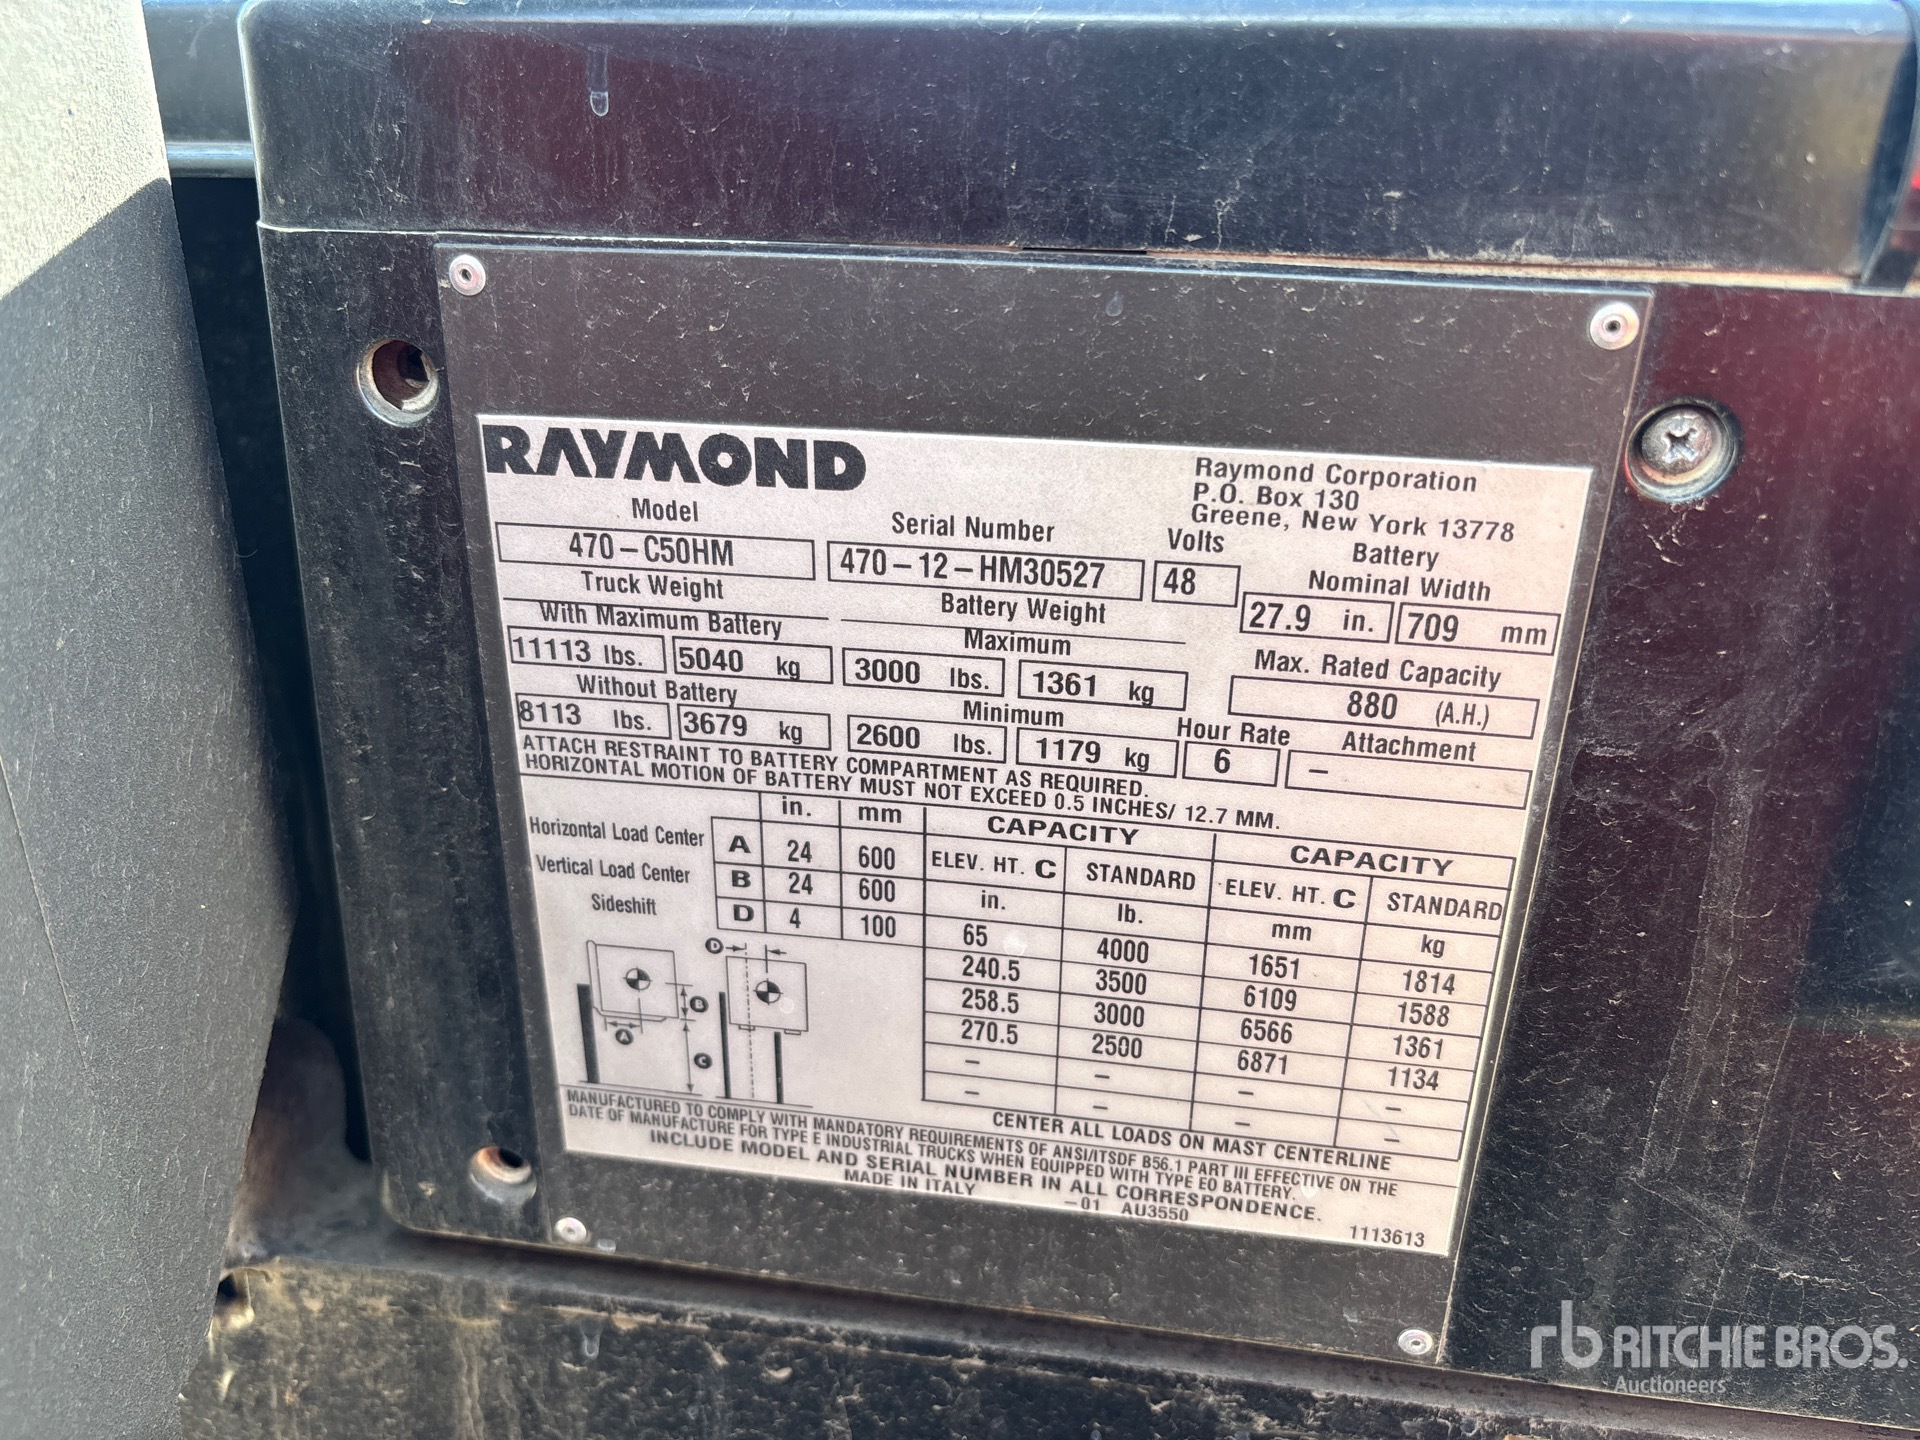 RAYMOND
Raymond Corporation
P.O. Box 130
Greene, New York 13778
Model
470-C50HM
Serial Number
470-12-HM30527
Volts
48
Battery
Nominal Width
27.9 in. 709 mm
Truck Weight
With Maximum Battery
11113 lbs. 5040 kg
Without Battery
8113 lbs. 3679 kg
Battery Weight
Maximum
3000 lbs. 1361 kg
Minimum
2600 lbs. 1179 kg
Max. Rated Capacity
880 (A.H.)
Hour Rate
6
Attachment
–
ATTACH RESTRAINT TO BATTERY COMPARTMENT AS REQUIRED.
HORIZONTAL MOTION OF BATTERY MUST NOT EXCEED 0.5 INCHES/ 12.7 MM.
in. mm
Horizontal Load Center A 24 600
Vertical Load Center B 24 600
Sideshift D 4 100
CAPACITY CAPACITY
ELEV. HT. C STANDARD ELEV. HT. C STANDARD
in. lb. mm kg
65 4000 1651 1814
240.5 3500 6109 1588
258.5 3000 6566 1361
270.5 2500 6871 1134
– – – –
– – – –
D
B
A
C
CENTER ALL LOADS ON MAST CENTERLINE
MANUFACTURED TO COMPLY WITH MANDATORY REQUIREMENTS OF ANSI/ITSDF B56.1 PART III EFFECTIVE ON THE
DATE OF MANUFACTURE FOR TYPE E INDUSTRIAL TRUCKS WHEN EQUIPPED WITH TYPE EO BATTERY.
INCLUDE MODEL AND SERIAL NUMBER IN ALL CORRESPONDENCE.
MADE IN ITALY -01 AU3550 1113613
rb RITCHIE BROS.
Auctioneers